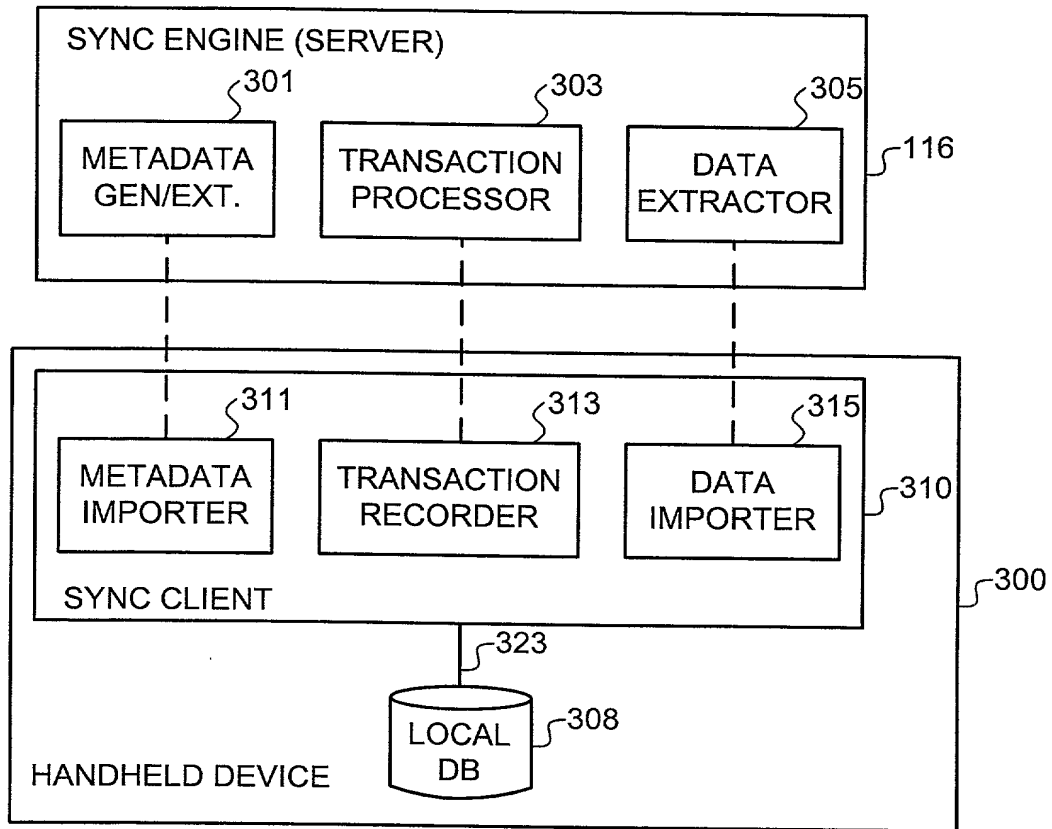 SYNC ENGINE (SERVER)
301
303
305
METADATA
GEN/EXT.
TRANSACTION
PROCESSOR
DATA
EXTRACTOR
116
311
313
315
METADATA
IMPORTER
TRANSACTION
RECORDER
DATA
IMPORTER
310
SYNC CLIENT
300
323
LOCAL
DB
308
HANDHELD DEVICE